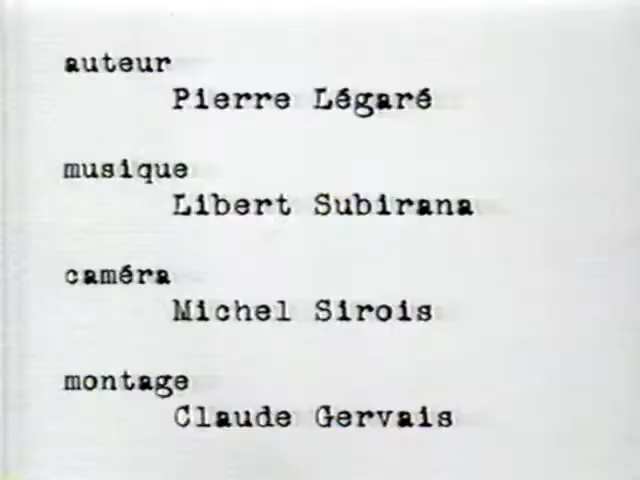 auteur
Pierre Légaré
musique
Libert Subirana
caméra
Michel Sirois
montage
Claude Gervais